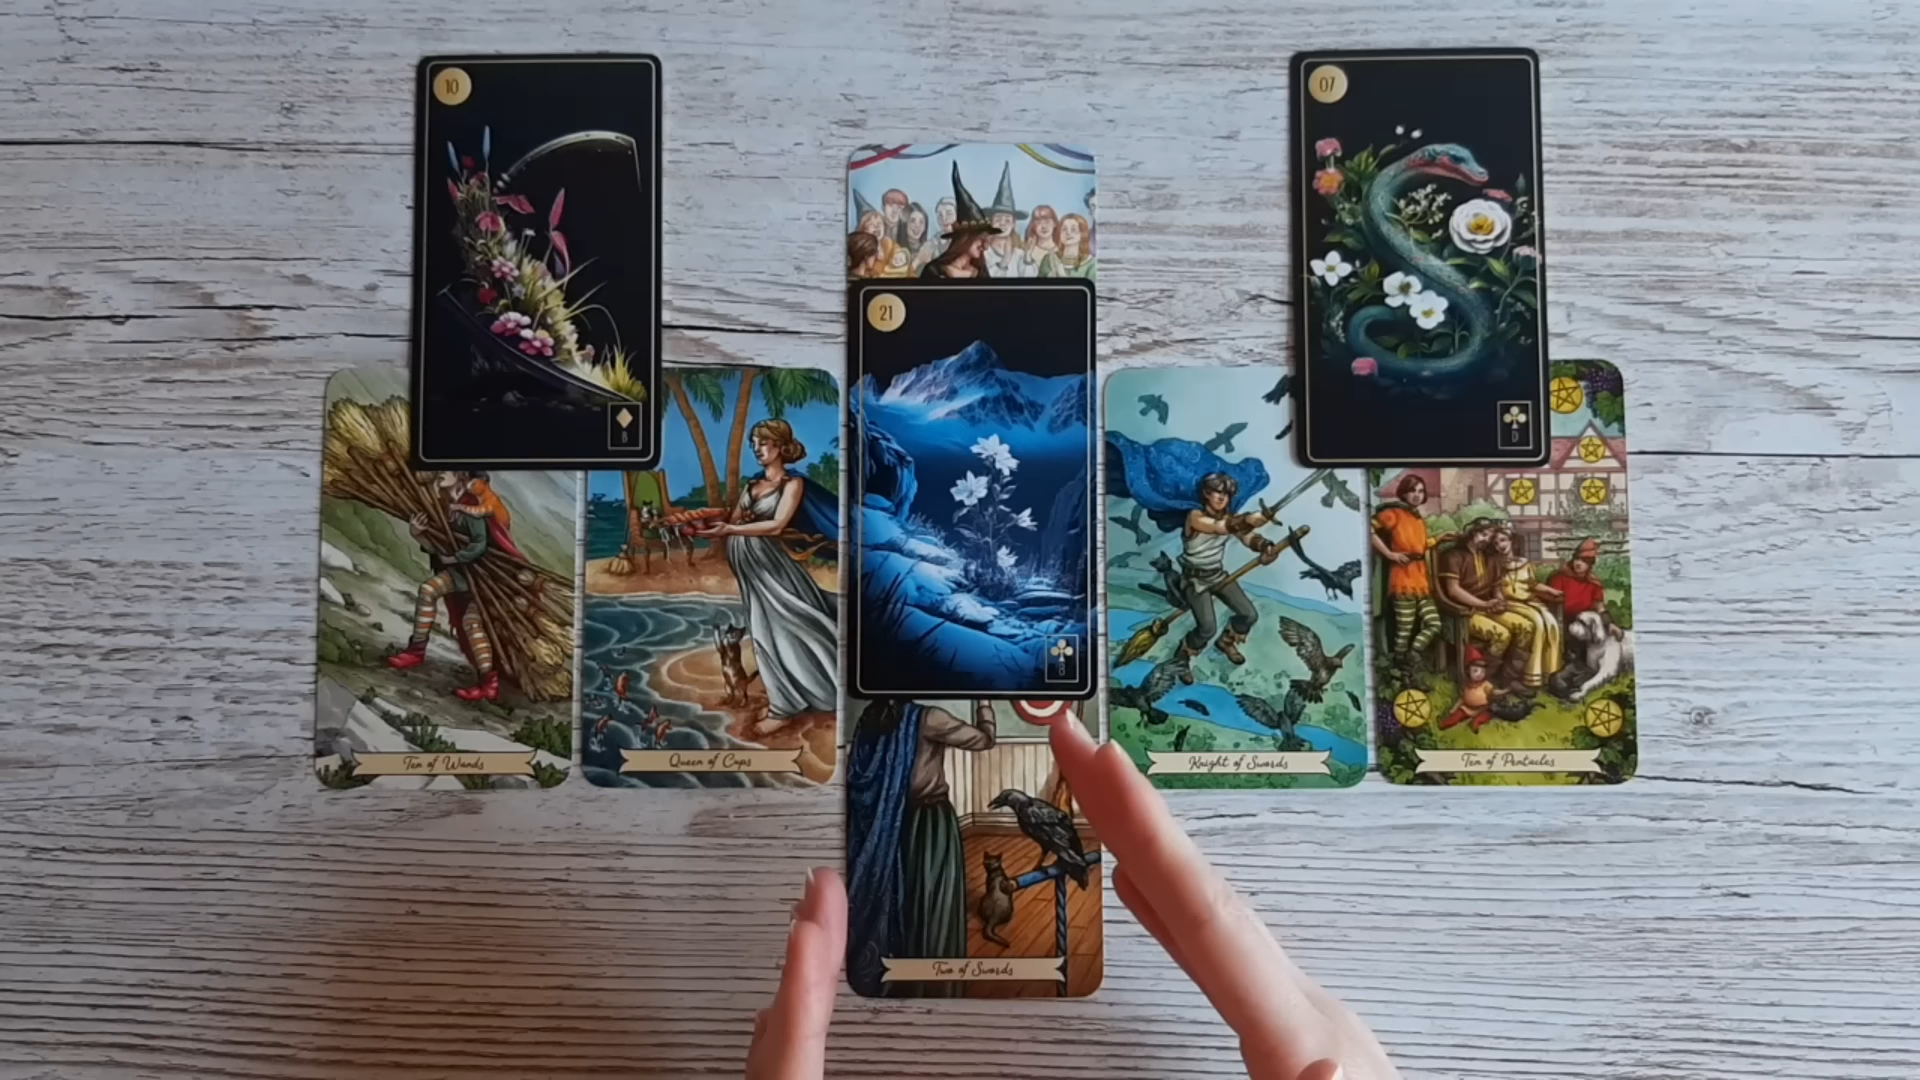 10
07
21
B
D
B
Ten of Wands
Queen of Cups
Knight of Swords
Ten of Pentacles
Two of Swords